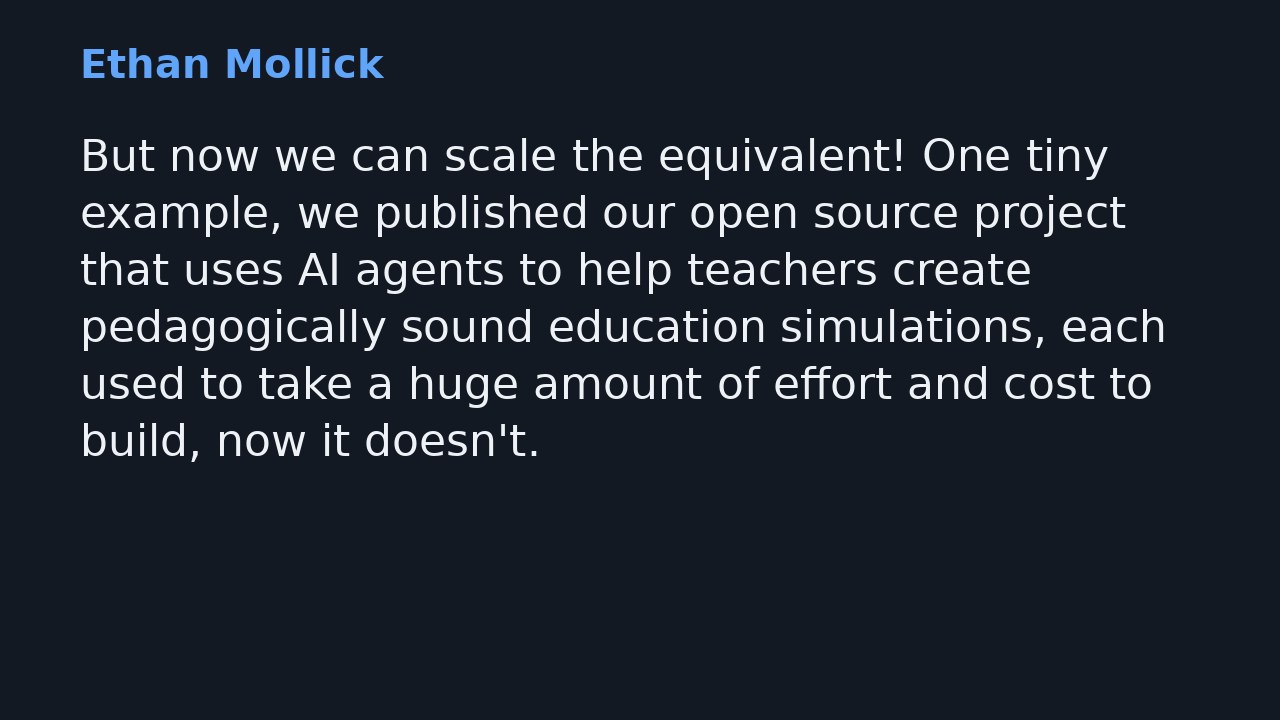 Ethan Mollick
But now we can scale the equivalent! One tiny
example, we published our open source project
that uses AI agents to help teachers create
pedagogically sound education simulations, each
used to take a huge amount of effort and cost to
build, now it doesn't.